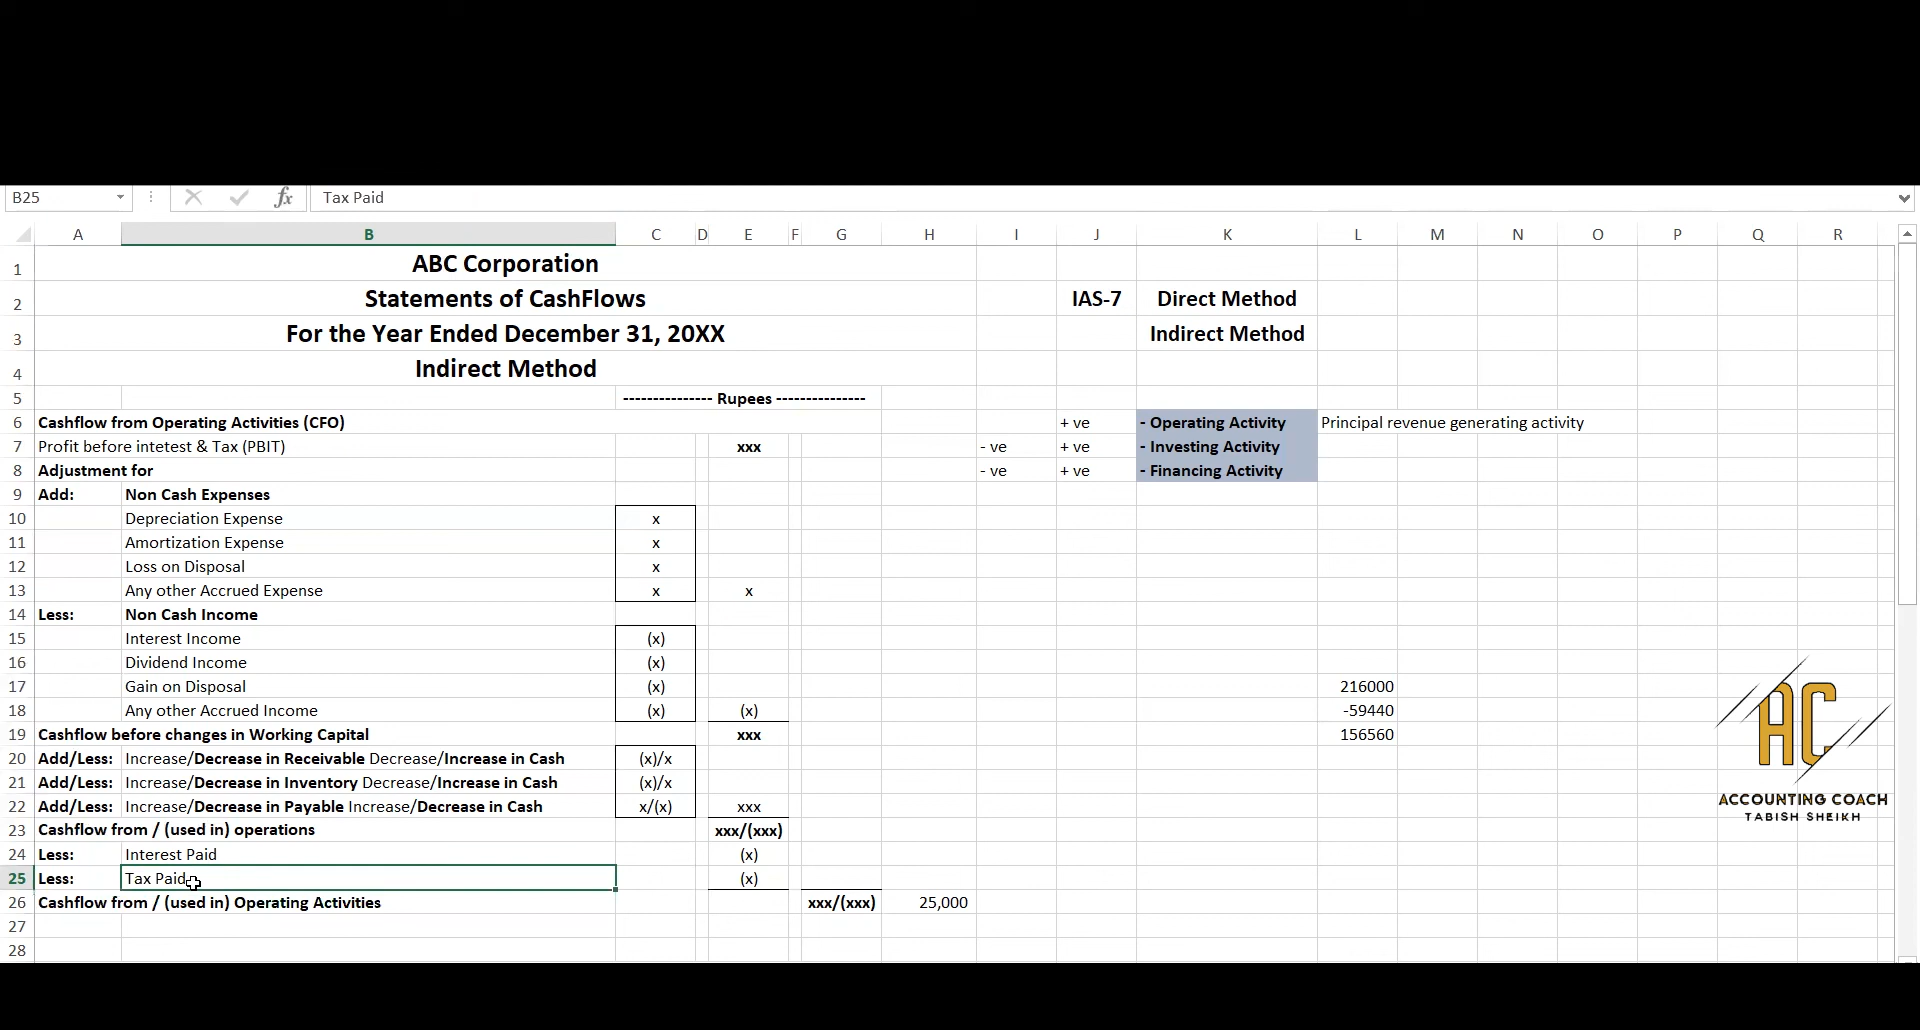 B25 fx Tax Paid
A B C D E F G H I J K L M N O P Q R
1 ABC Corporation
2 Statements of CashFlows IAS-7 Direct Method
3 For the Year Ended December 31, 20XX Indirect Method
4 Indirect Method
5 --------------- Rupees ---------------
6 Cashflow from Operating Activities (CFO) + ve - Operating Activity Principal revenue generating activity
7 Profit before intetest & Tax (PBIT) xxx - ve + ve - Investing Activity
8 Adjustment for - ve + ve - Financing Activity
9 Add: Non Cash Expenses
10 Depreciation Expense x
11 Amortization Expense x
12 Loss on Disposal x
13 Any other Accrued Expense x x
14 Less: Non Cash Income
15 Interest Income (x)
16 Dividend Income (x)
17 Gain on Disposal (x) 216000
18 Any other Accrued Income (x) (x) -59440
19 Cashflow before changes in Working Capital xxx 156560
20 Add/Less: Increase/Decrease in Receivable Decrease/Increase in Cash (x)/x
21 Add/Less: Increase/Decrease in Inventory Decrease/Increase in Cash (x)/x
22 Add/Less: Increase/Decrease in Payable Increase/Decrease in Cash x/(x) xxx
23 Cashflow from / (used in) operations xxx/(xxx)
24 Less: Interest Paid (x)
25 Less: Tax Paid (x)
26 Cashflow from / (used in) Operating Activities xxx/(xxx) 25,000
27
28
AC
ACCOUNTING COACH
TABISH SHEIKH